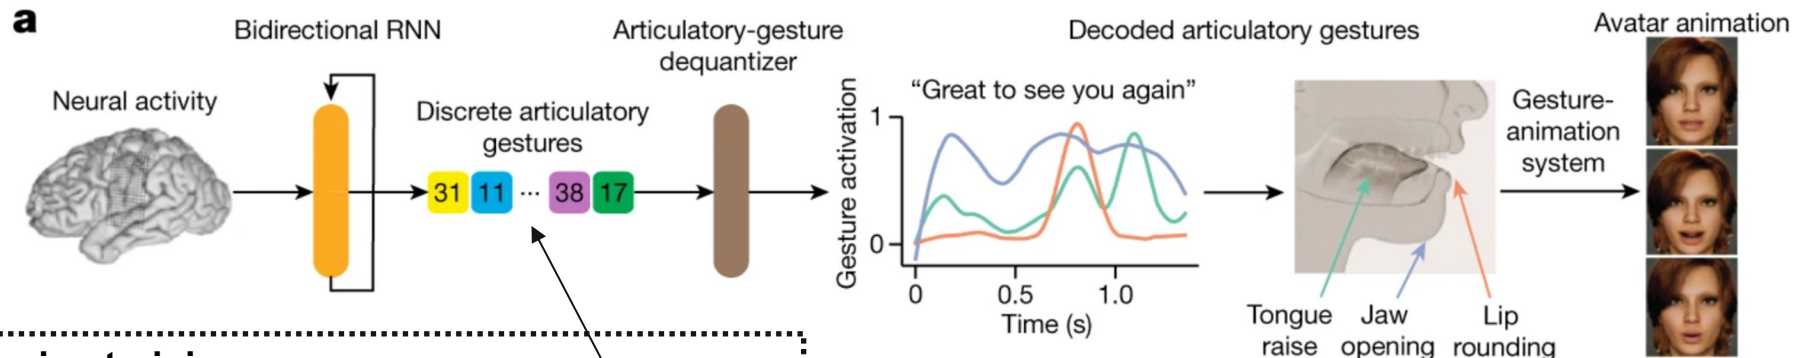 a
Bidirectional RNN
Articulatory-gesture
dequantizer
Decoded articulatory gestures
Avatar animation
Neural activity
Discrete articulatory
gestures
31 11 ... 38 17
Gesture activation
“Great to see you again”
1
0
0 0.5 1.0
Time (s)
Gesture-
animation
system
Tongue
raise
Jaw
opening
Lip
rounding